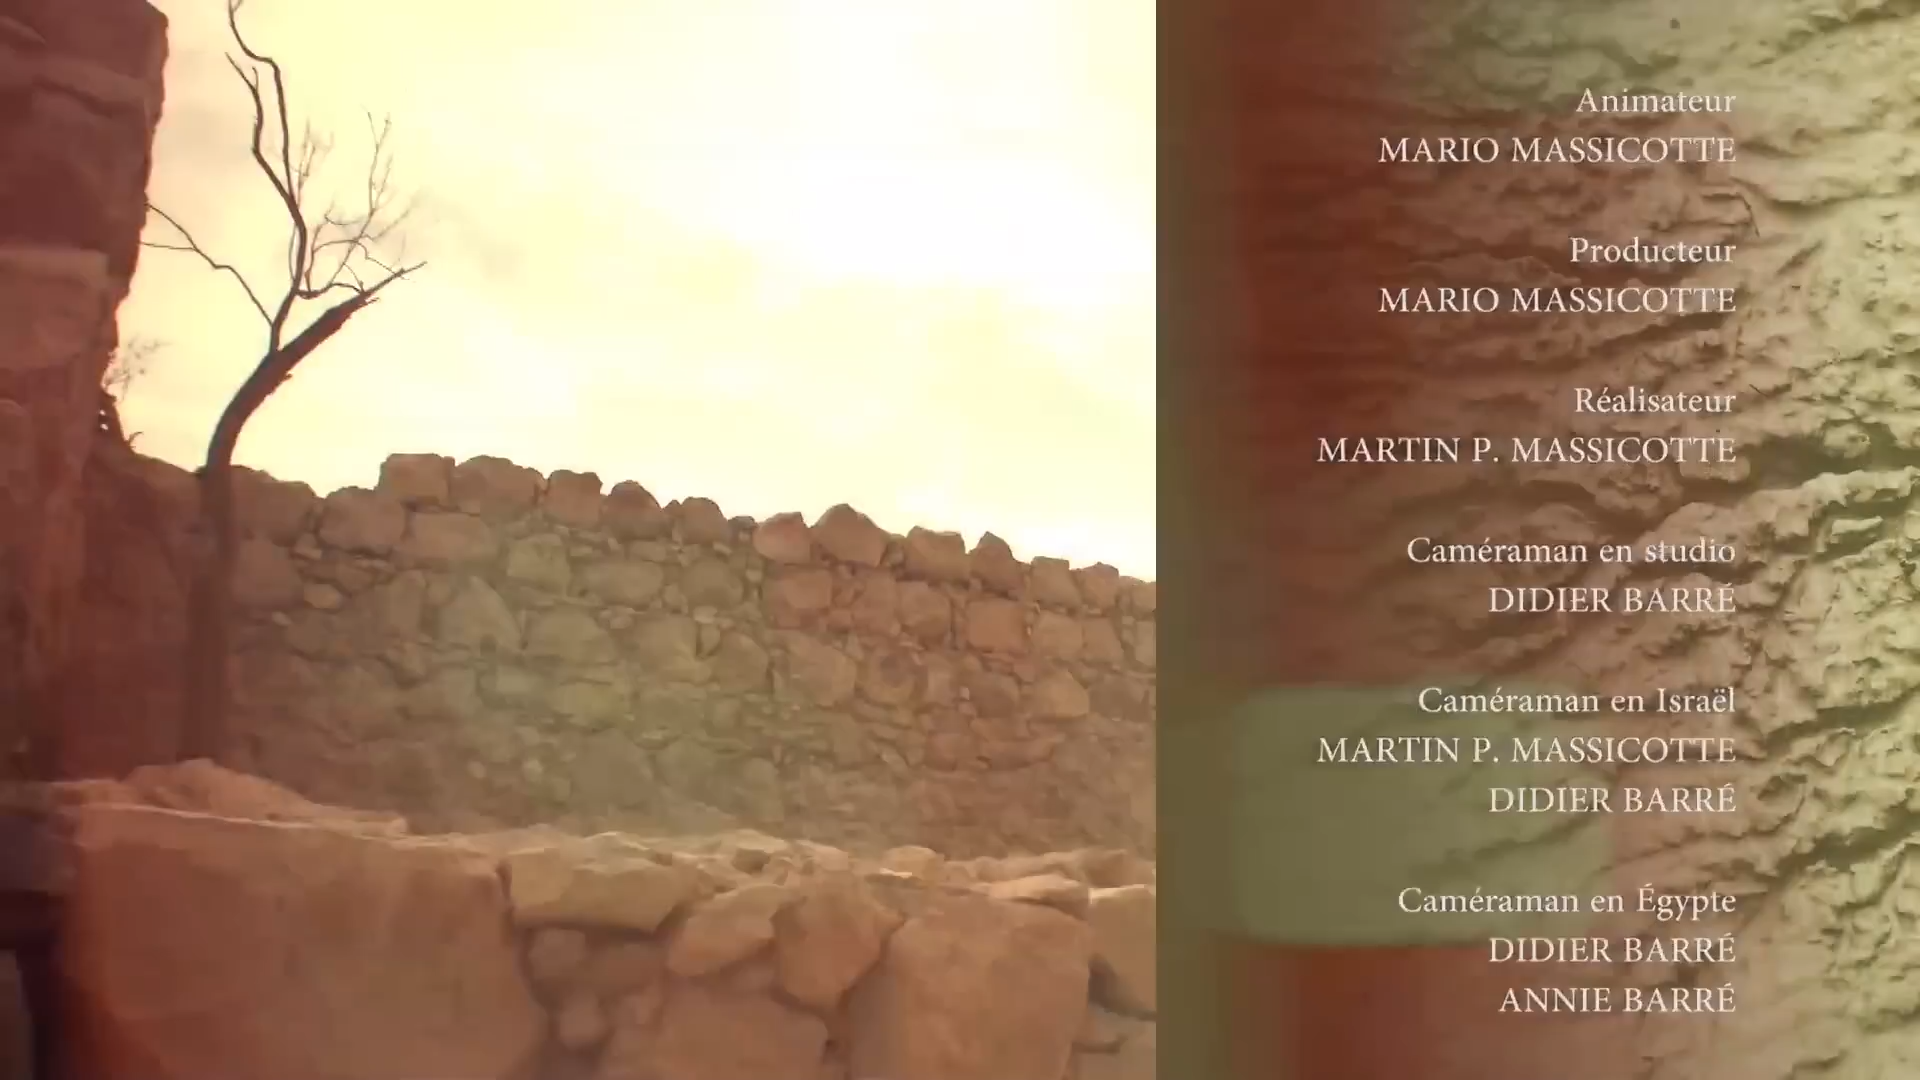 Animateur
MARIO MASSICOTTE
Producteur
MARIO MASSICOTTE
Réalisateur
MARTIN P. MASSICOTTE
Caméraman en studio
DIDIER BARRÉ
Caméraman en Israël
MARTIN P. MASSICOTTE
DIDIER BARRÉ
Caméraman en Égypte
DIDIER BARRÉ
ANNIE BARRÉ